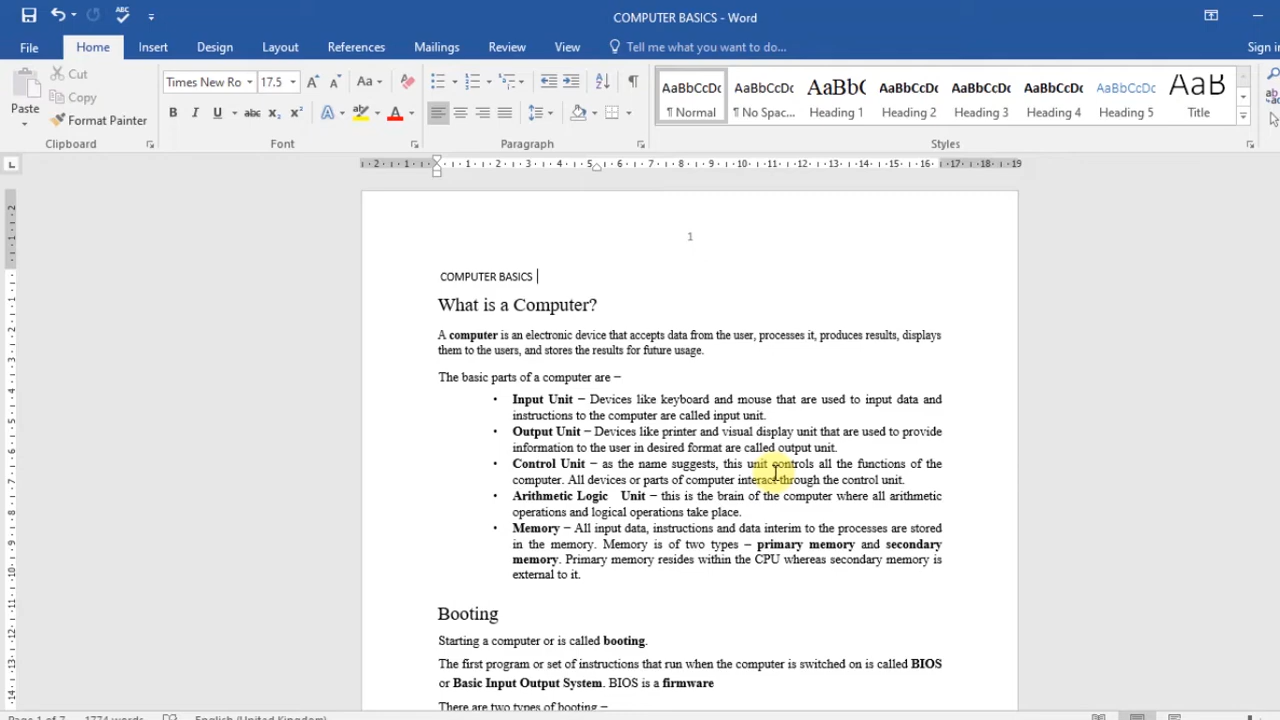 COMPUTER BASICS - Word
Sign in
File Home Insert Design Layout References Mailings Review View Tell me what you want to do...
Paste
Cut
Copy
Format Painter
Clipboard
Times New Ro 17.5
Font
Paragraph
AaBbCcDc AaBbCcDc AaBbC AaBbCcDc AaBbCcDc AaBbCcDc AaBbCcDc AaB
¶ Normal ¶ No Spac... Heading 1 Heading 2 Heading 3 Heading 4 Heading 5 Title
Styles
1
COMPUTER BASICS
What is a Computer?
A computer is an electronic device that accepts data from the user, processes it, produces results, displays
them to the users, and stores the results for future usage.
The basic parts of a computer are −
• Input Unit − Devices like keyboard and mouse that are used to input data and
instructions to the computer are called input unit.
• Output Unit − Devices like printer and visual display unit that are used to provide
information to the user in desired format are called output unit.
• Control Unit − as the name suggests, this unit controls all the functions of the
computer. All devices or parts of computer interact through the control unit.
• Arithmetic Logic Unit − this is the brain of the computer where all arithmetic
operations and logical operations take place.
• Memory − All input data, instructions and data interim to the processes are stored
in the memory. Memory is of two types − primary memory and secondary
memory. Primary memory resides within the CPU whereas secondary memory is
external to it.
Booting
Starting a computer or is called booting.
The first program or set of instructions that run when the computer is switched on is called BIOS
or Basic Input Output System. BIOS is a firmware
There are two types of booting −
Page 1 of 7 1774 words English (United Kingdom)